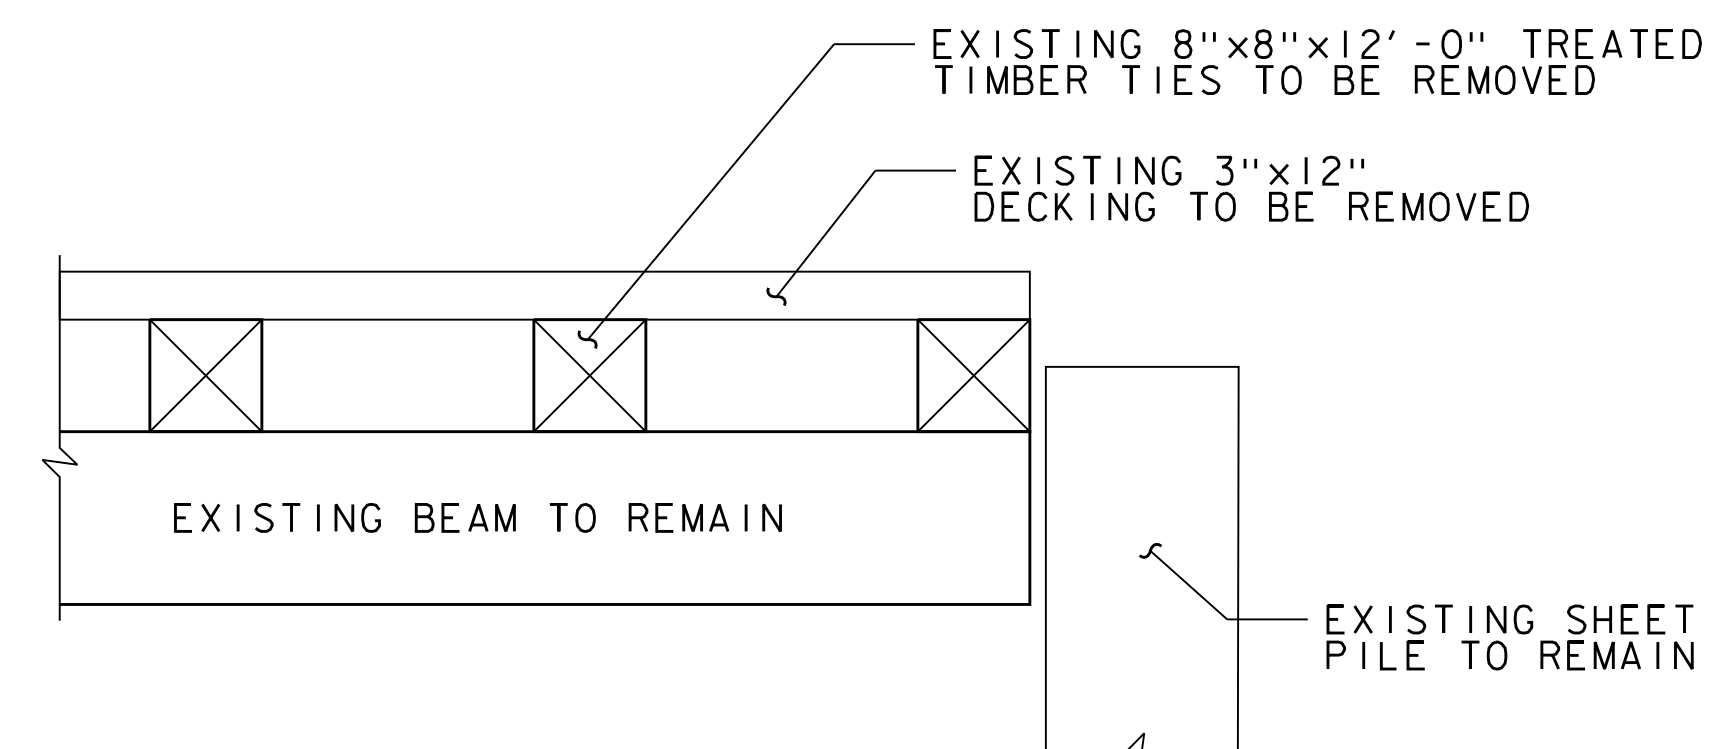 EXISTING 8"x8"x12'-0" TREATED
TIMBER TIES TO BE REMOVED
EXISTING 3"x12"
DECKING TO BE REMOVED
EXISTING BEAM TO REMAIN
EXISTING SHEET
PILE TO REMAIN